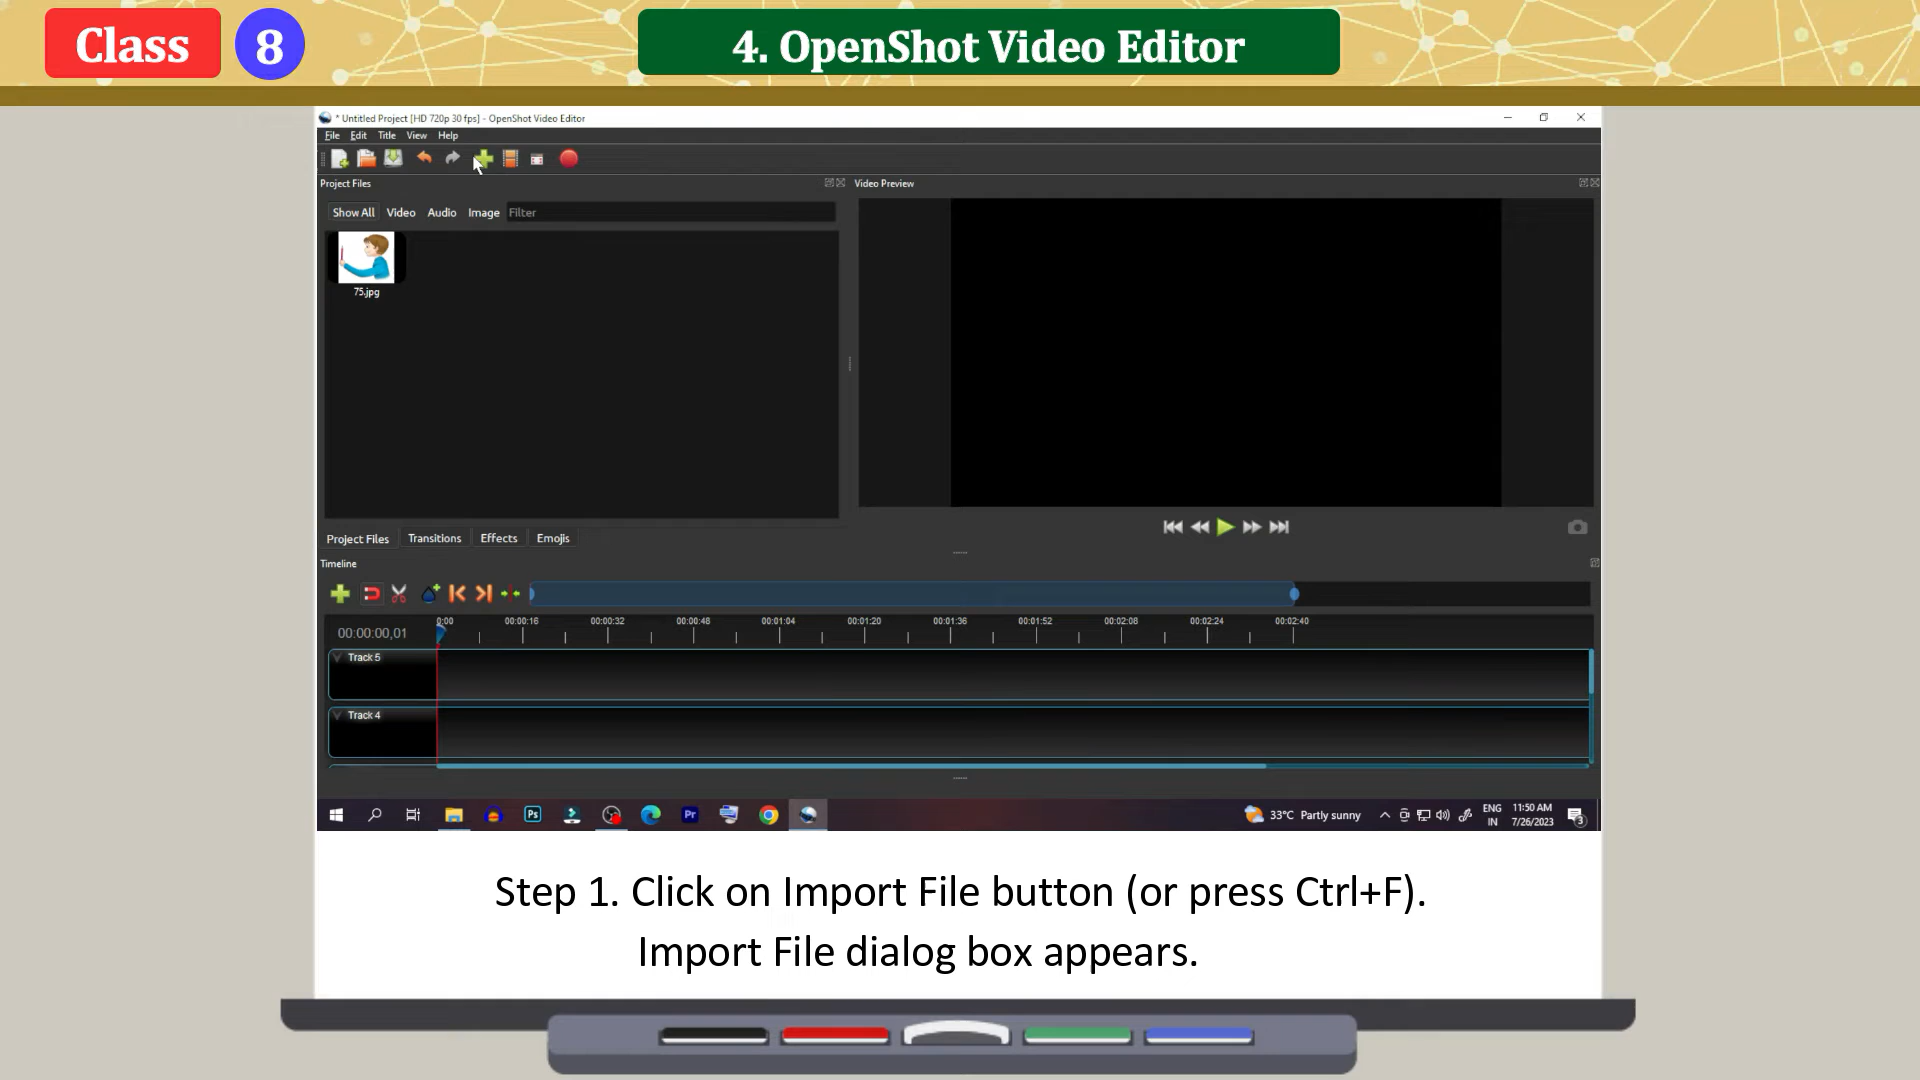 Class 8 4. OpenShot Video Editor
* Untitled Project [HD 720p 30 fps] - OpenShot Video Editor
File Edit Title View Help
Project Files Video Preview
Show All Video Audio Image Filter
75.jpg
Project Files Transitions Effects Emojis
Timeline
00:00:00,01 0:00 00:00:16 00:00:32 00:00:48 00:01:04 00:01:20 00:01:36 00:01:52 00:02:08 00:02:24 00:02:40
Track 5
Track 4
Ps Pr 33°C Partly sunny ENG IN 11:50 AM 7/26/2023 3
Step 1. Click on Import File button (or press Ctrl+F).
Import File dialog box appears.